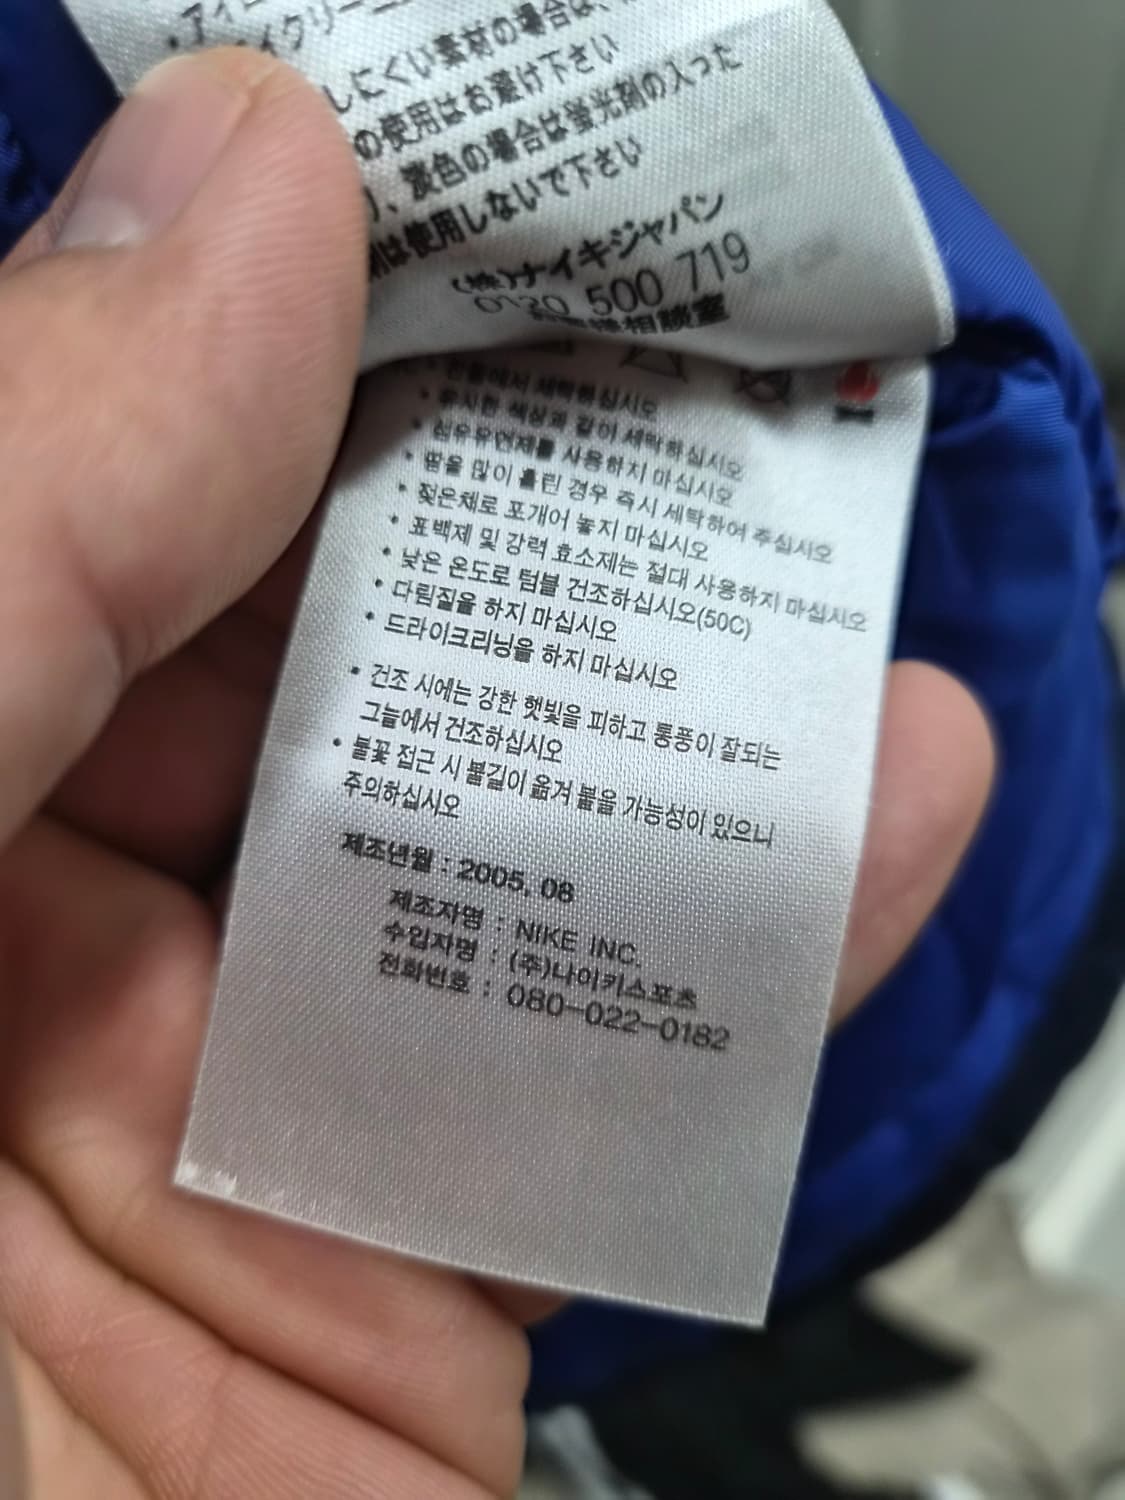 しにくい素材の場合は、
の使用はお避け下さい
)、淡色の場合は蛍光剤の入った
剤は使用しないで下さい
(株)ナイキジャパン
0120 500 719
相談室
• 찬물에서 세탁하십시오
• 유사한 색상과 같이 세탁하십시오
• 섬유유연제를 사용하지 마십시오
• 땀을 많이 흘린 경우 즉시 세탁하여 주십시오
• 젖은채로 포개어 놓지 마십시오
• 표백제 및 강력 효소제는 절대 사용하지 마십시오
• 낮은 온도로 텀블 건조하십시오(50C)
• 다림질을 하지 마십시오
• 드라이크리닝을 하지 마십시오
• 건조 시에는 강한 햇빛을 피하고 통풍이 잘되는
그늘에서 건조하십시오
• 불꽃 접근 시 불길이 옮겨 붙을 가능성이 있으니
주의하십시오
제조년월 : 2005. 08
제조자명 : NIKE INC.
수입자명 : (주)나이키스포츠
전화번호 : 080-022-0182